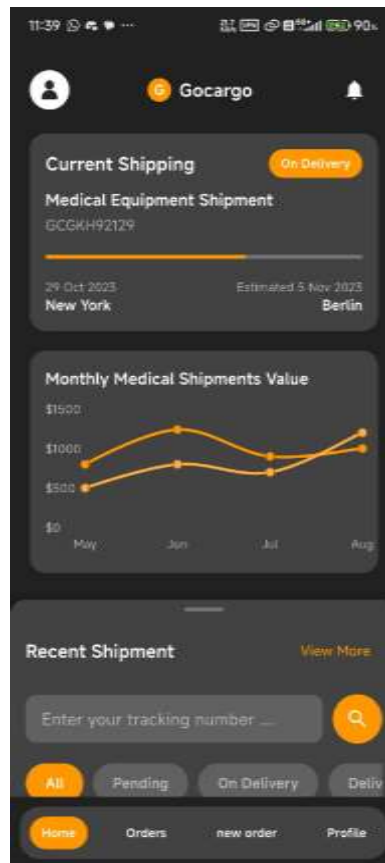 11:39 90%
G Gocargo
Current Shipping On Delivery
Medical Equipment Shipment
GCGKH92129
29 Oct 2023 Estimated 5 Nov 2023
New York Berlin
Monthly Medical Shipments Value
$1500
$1000
$500
$0
May Jun Jul Aug
Recent Shipment View More
Enter your tracking number ....
All Pending On Delivery Deliv
Home Orders new order Profile